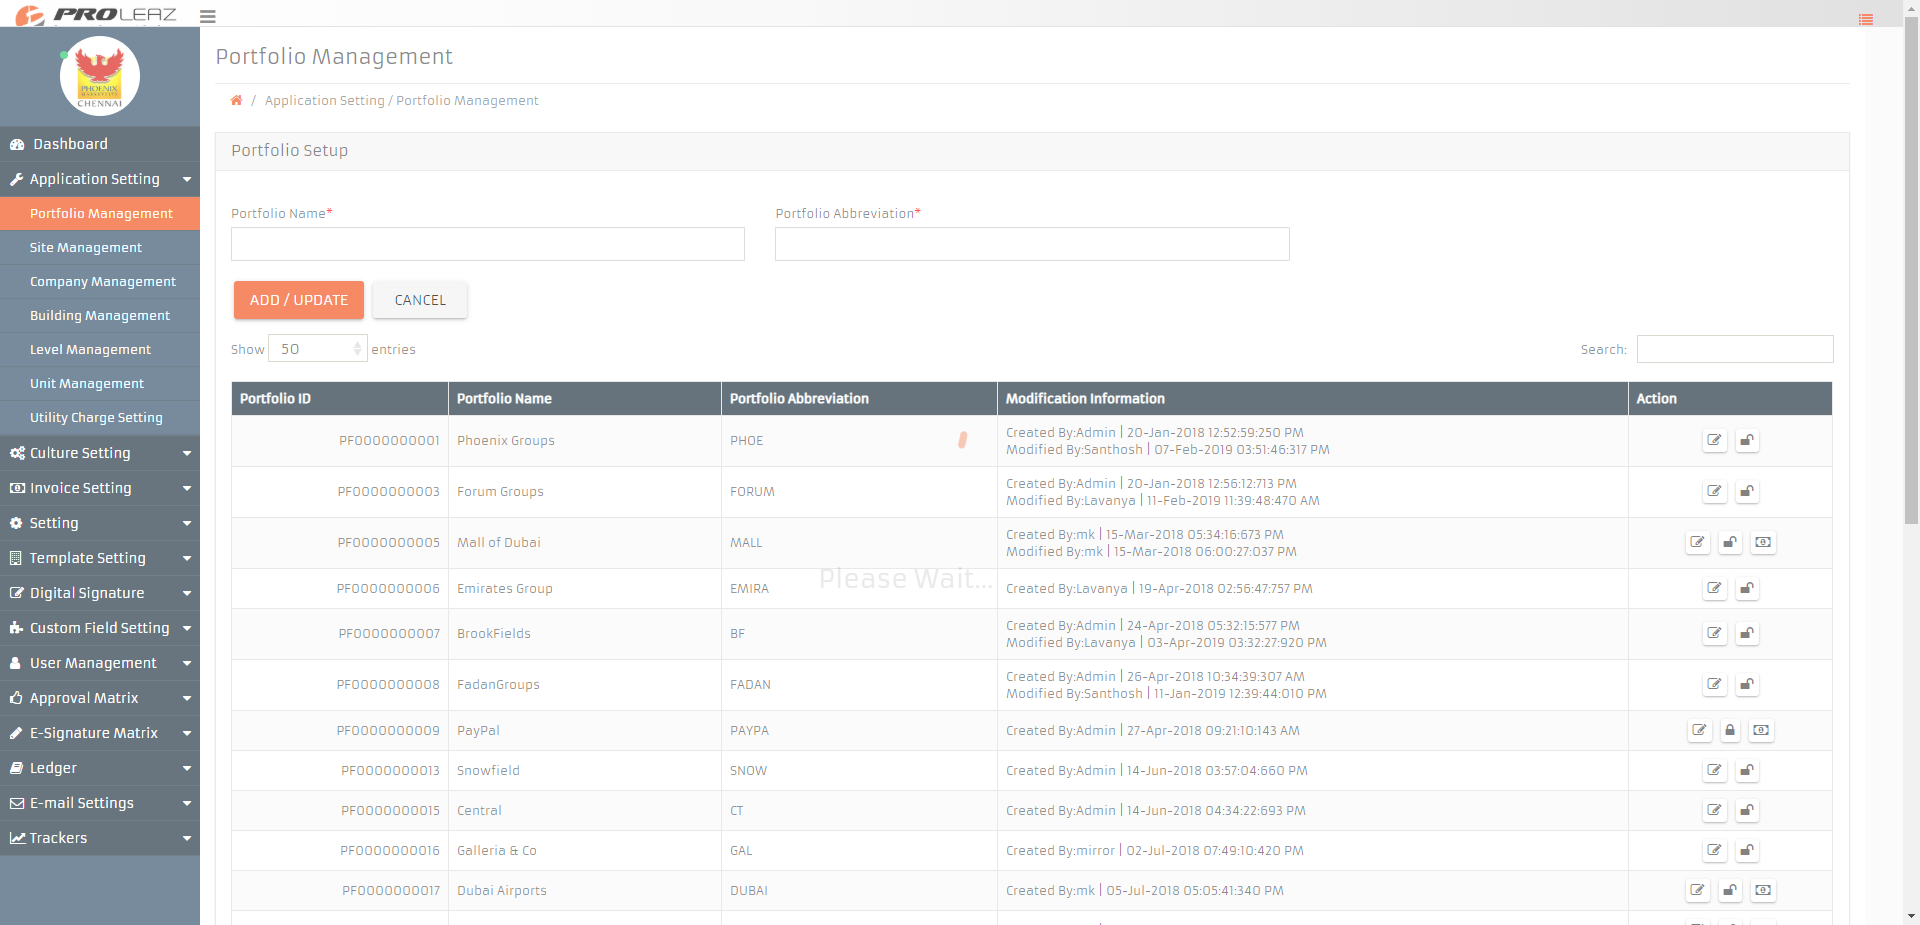 PROLEAZ
PHOENIX
CHENNAI
Dashboard
Application Setting
Portfolio Management
Site Management
Company Management
Building Management
Level Management
Unit Management
Utility Charge Setting
Culture Setting
Invoice Setting
Setting
Template Setting
Digital Signature
Custom Field Setting
User Management
Approval Matrix
E-Signature Matrix
Ledger
E-mail Settings
Trackers
Portfolio Management
/ Application Setting / Portfolio Management
Portfolio Setup
Portfolio Name* Portfolio Abbreviation*
ADD / UPDATE CANCEL
Show 50 entries Search:
Portfolio ID Portfolio Name Portfolio Abbreviation Modification Information Action
PF0000000001 Phoenix Groups PHOE Created By:Admin | 20-Jan-2018 12:52:59:250 PM
Modified By:Santhosh | 07-Feb-2019 03:51:46:317 PM
PF0000000003 Forum Groups FORUM Created By:Admin | 20-Jan-2018 12:56:12:713 PM
Modified By:Lavanya | 11-Feb-2019 11:39:48:470 AM
PF0000000005 Mall of Dubai MALL Created By:mk | 15-Mar-2018 05:34:16:673 PM
Modified By:mk | 15-Mar-2018 06:00:27:037 PM
Please Wait...
PF0000000006 Emirates Group EMIRA Created By:Lavanya | 19-Apr-2018 02:56:47:757 PM
PF0000000007 BrookFields BF Created By:Admin | 24-Apr-2018 05:32:15:577 PM
Modified By:Lavanya | 03-Apr-2019 03:32:27:920 PM
PF0000000008 FadanGroups FADAN Created By:Admin | 26-Apr-2018 10:34:39:307 AM
Modified By:Santhosh | 11-Jan-2019 12:39:44:010 PM
PF0000000009 PayPal PAYPA Created By:Admin | 27-Apr-2018 09:21:10:143 AM
PF0000000013 Snowfield SNOW Created By:Admin | 14-Jun-2018 03:57:04:660 PM
PF0000000015 Central CT Created By:Admin | 14-Jun-2018 04:34:22:693 PM
PF0000000016 Galleria & Co GAL Created By:mirror | 02-Jul-2018 07:49:10:420 PM
PF0000000017 Dubai Airports DUBAI Created By:mk | 05-Jul-2018 05:05:41:340 PM